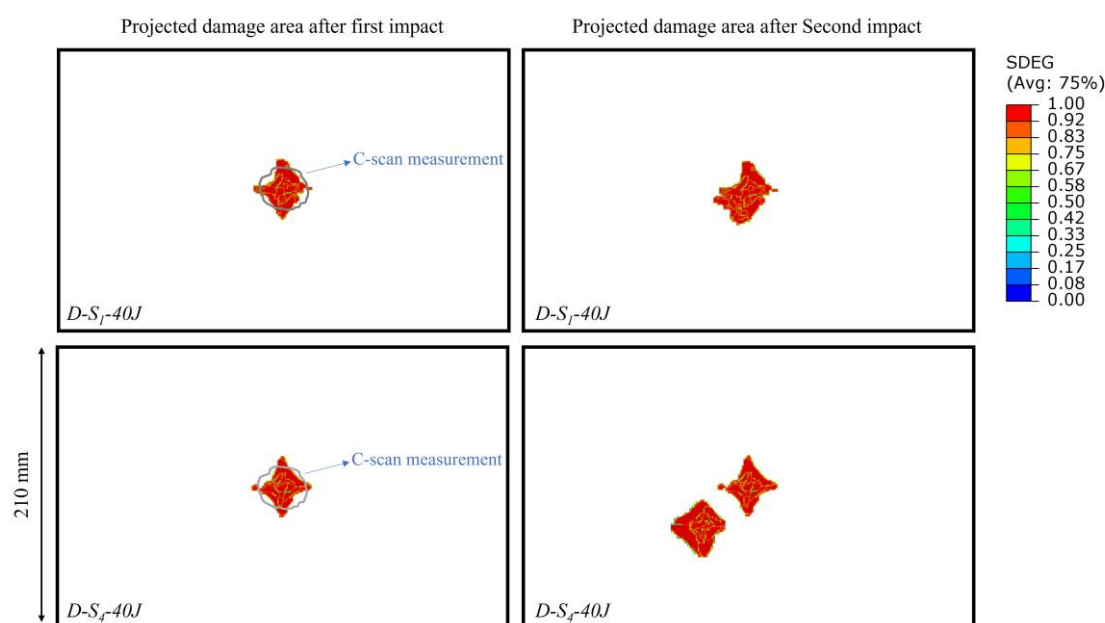 Projected damage area after first impact
Projected damage area after Second impact
C-scan measurement
D-S₁-40J
D-S₁-40J
SDEG
(Avg: 75%)
1.00
0.92
0.83
0.75
0.67
0.58
0.50
0.42
0.33
0.25
0.17
0.08
0.00
210 mm
C-scan measurement
D-S₄-40J
D-S₄-40J